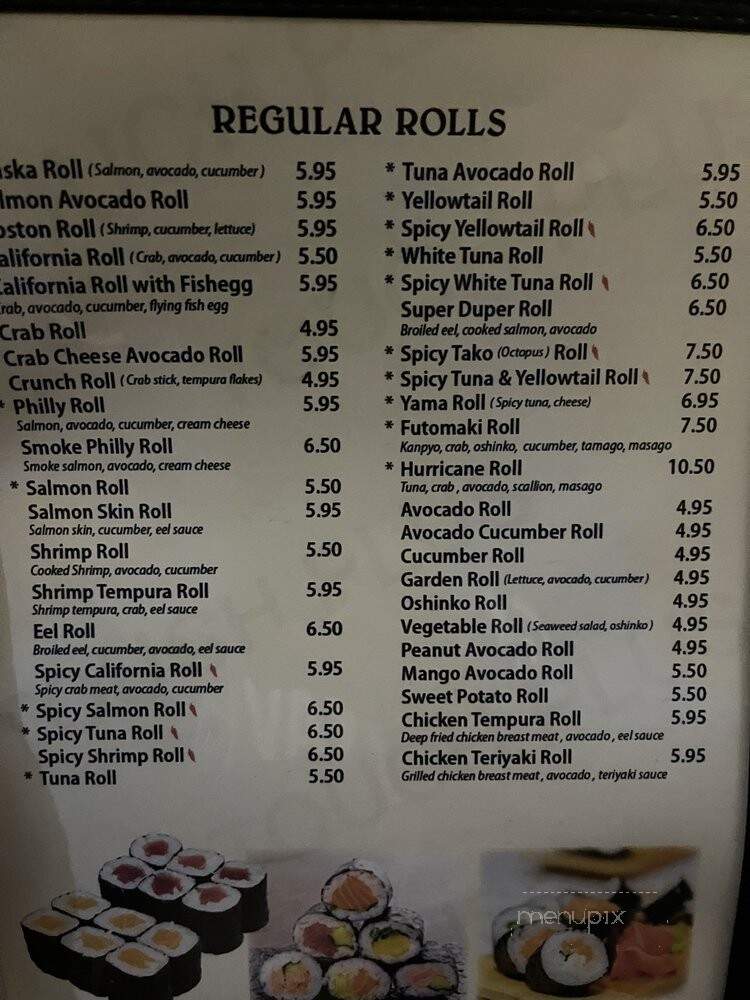 REGULAR ROLLS
ska Roll (Salmon, avocado, cucumber) 5.95
lmon Avocado Roll 5.95
oston Roll (Shrimp, cucumber, lettuce) 5.95
alifornia Roll (Crab, avocado, cucumber) 5.50
California Roll with Fishegg 5.95
rab, avocado, cucumber, flying fish egg
Crab Roll 4.95
Crab Cheese Avocado Roll 5.95
Crunch Roll (Crab stick, tempura flakes) 4.95
* Philly Roll 5.95
Salmon, avocado, cucumber, cream cheese
Smoke Philly Roll 6.50
Smoke salmon, avocado, cream cheese
* Salmon Roll 5.50
Salmon Skin Roll 5.95
Salmon skin, cucumber, eel sauce
Shrimp Roll 5.50
Cooked Shrimp, avocado, cucumber
Shrimp Tempura Roll 5.95
Shrimp tempura, crab, eel sauce
Eel Roll 6.50
Broiled eel, cucumber, avocado, eel sauce
Spicy California Roll 5.95
Spicy crab meat, avocado, cucumber
* Spicy Salmon Roll 6.50
* Spicy Tuna Roll 6.50
Spicy Shrimp Roll 6.50
* Tuna Roll 5.50
* Tuna Avocado Roll 5.95
* Yellowtail Roll 5.50
* Spicy Yellowtail Roll 6.50
* White Tuna Roll 5.50
* Spicy White Tuna Roll 6.50
Super Duper Roll 6.50
Broiled eel, cooked salmon, avocado
* Spicy Tako (Octopus) Roll 7.50
* Spicy Tuna & Yellowtail Roll 7.50
* Yama Roll (Spicy tuna, cheese) 6.95
* Futomaki Roll 7.50
Kanpyo, crab, oshinko, cucumber, tamago, masago
* Hurricane Roll 10.50
Tuna, crab, avocado, scallion, masago
Avocado Roll 4.95
Avocado Cucumber Roll 4.95
Cucumber Roll 4.95
Garden Roll (Lettuce, avocado, cucumber) 4.95
Oshinko Roll 4.95
Vegetable Roll (Seaweed salad, oshinko) 4.95
Peanut Avocado Roll 4.95
Mango Avocado Roll 5.50
Sweet Potato Roll 5.50
Chicken Tempura Roll 5.95
Deep fried chicken breast meat, avocado, eel sauce
Chicken Teriyaki Roll 5.95
Grilled chicken breast meat, avocado, teriyaki sauce
menupix